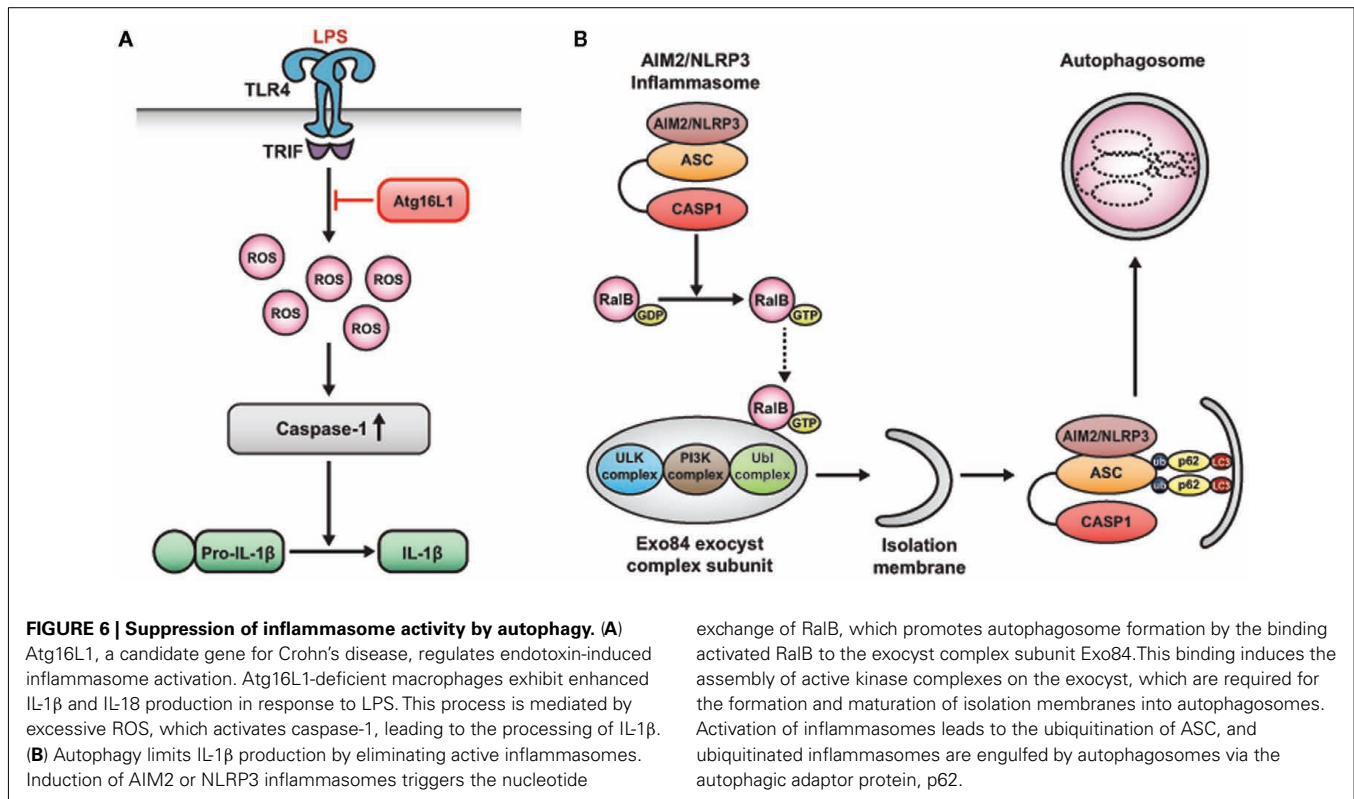 A
LPS
TLR4
TRIF
Atg16L1
ROS
ROS
ROS
ROS
ROS
Caspase-1
Pro-IL-1β
IL-1β
B
AIM2/NLRP3
Inflammasome
AIM2/NLRP3
ASC
CASP1
RalB
GDP
RalB
GTP
RalB
GTP
ULK
complex
PI3K
complex
Ubl
complex
Exo84 exocyst
complex subunit
Isolation
membrane
Autophagosome
AIM2/NLRP3
ASC
ub
p62
LC3
ub
p62
LC3
CASP1
FIGURE 6 | Suppression of inflammasome activity by autophagy. (A)
Atg16L1, a candidate gene for Crohn's disease, regulates endotoxin-induced
inflammasome activation. Atg16L1-deficient macrophages exhibit enhanced
IL-1β and IL-18 production in response to LPS. This process is mediated by
excessive ROS, which activates caspase-1, leading to the processing of IL-1β.
(B) Autophagy limits IL-1β production by eliminating active inflammasomes.
Induction of AIM2 or NLRP3 inflammasomes triggers the nucleotide
exchange of RalB, which promotes autophagosome formation by the binding
activated RalB to the exocyst complex subunit Exo84.This binding induces the
assembly of active kinase complexes on the exocyst, which are required for
the formation and maturation of isolation membranes into autophagosomes.
Activation of inflammasomes leads to the ubiquitination of ASC, and
ubiquitinated inflammasomes are engulfed by autophagosomes via the
autophagic adaptor protein, p62.